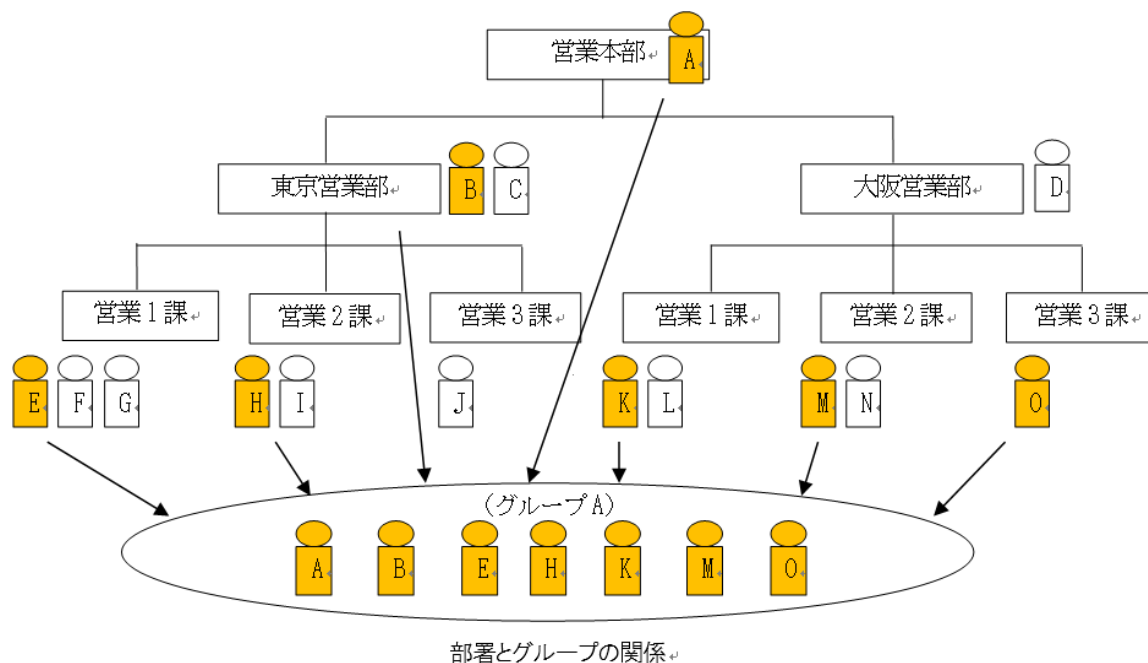 営業本部
A
東京営業部
B
C
大阪営業部
D
営業1課
営業2課
営業3課
営業1課
営業2課
営業3課
E
F
G
H
I
J
K
L
M
N
O
(グループA)
A
B
E
H
K
M
O
部署とグループの関係